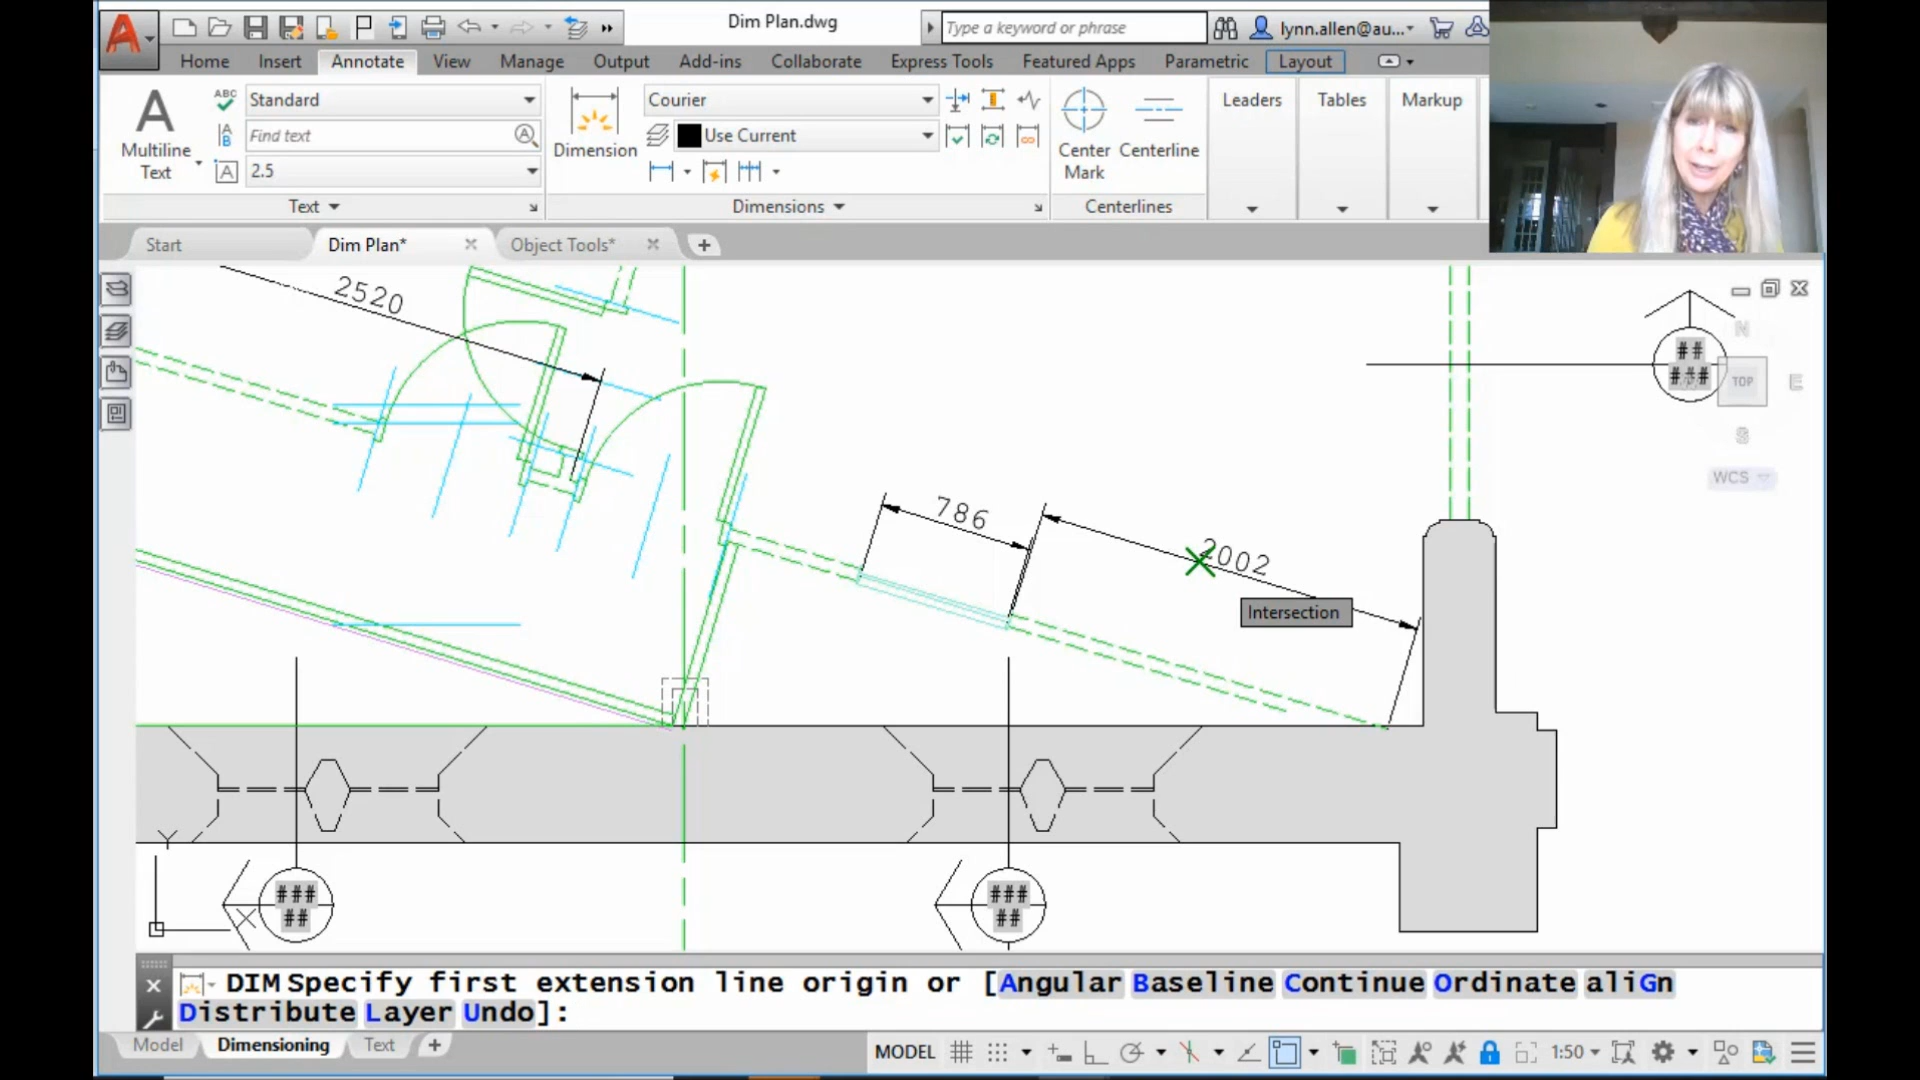 Dim Plan.dwg
Type a keyword or phrase
lynn.allen@au...
Home Insert Annotate View Manage Output Add-ins Collaborate Express Tools Featured Apps Parametric Layout
A
ABC
Standard
Courier
Leaders Tables Markup
A
B
Find text
Use Current
Multiline
Text
Dimension
Center
Mark
Centerline
A
2.5
Text
Dimensions
Centerlines
Start
Dim Plan*
Object Tools*
2520
N
##
###
TOP
E
S
WCS
786
2002
Intersection
Y
X
###
##
###
##
DIM Specify first extension line origin or [Angular Baseline Continue Ordinate aliGn
Distribute Layer Undo]:
Model Dimensioning Text
MODEL
1:50